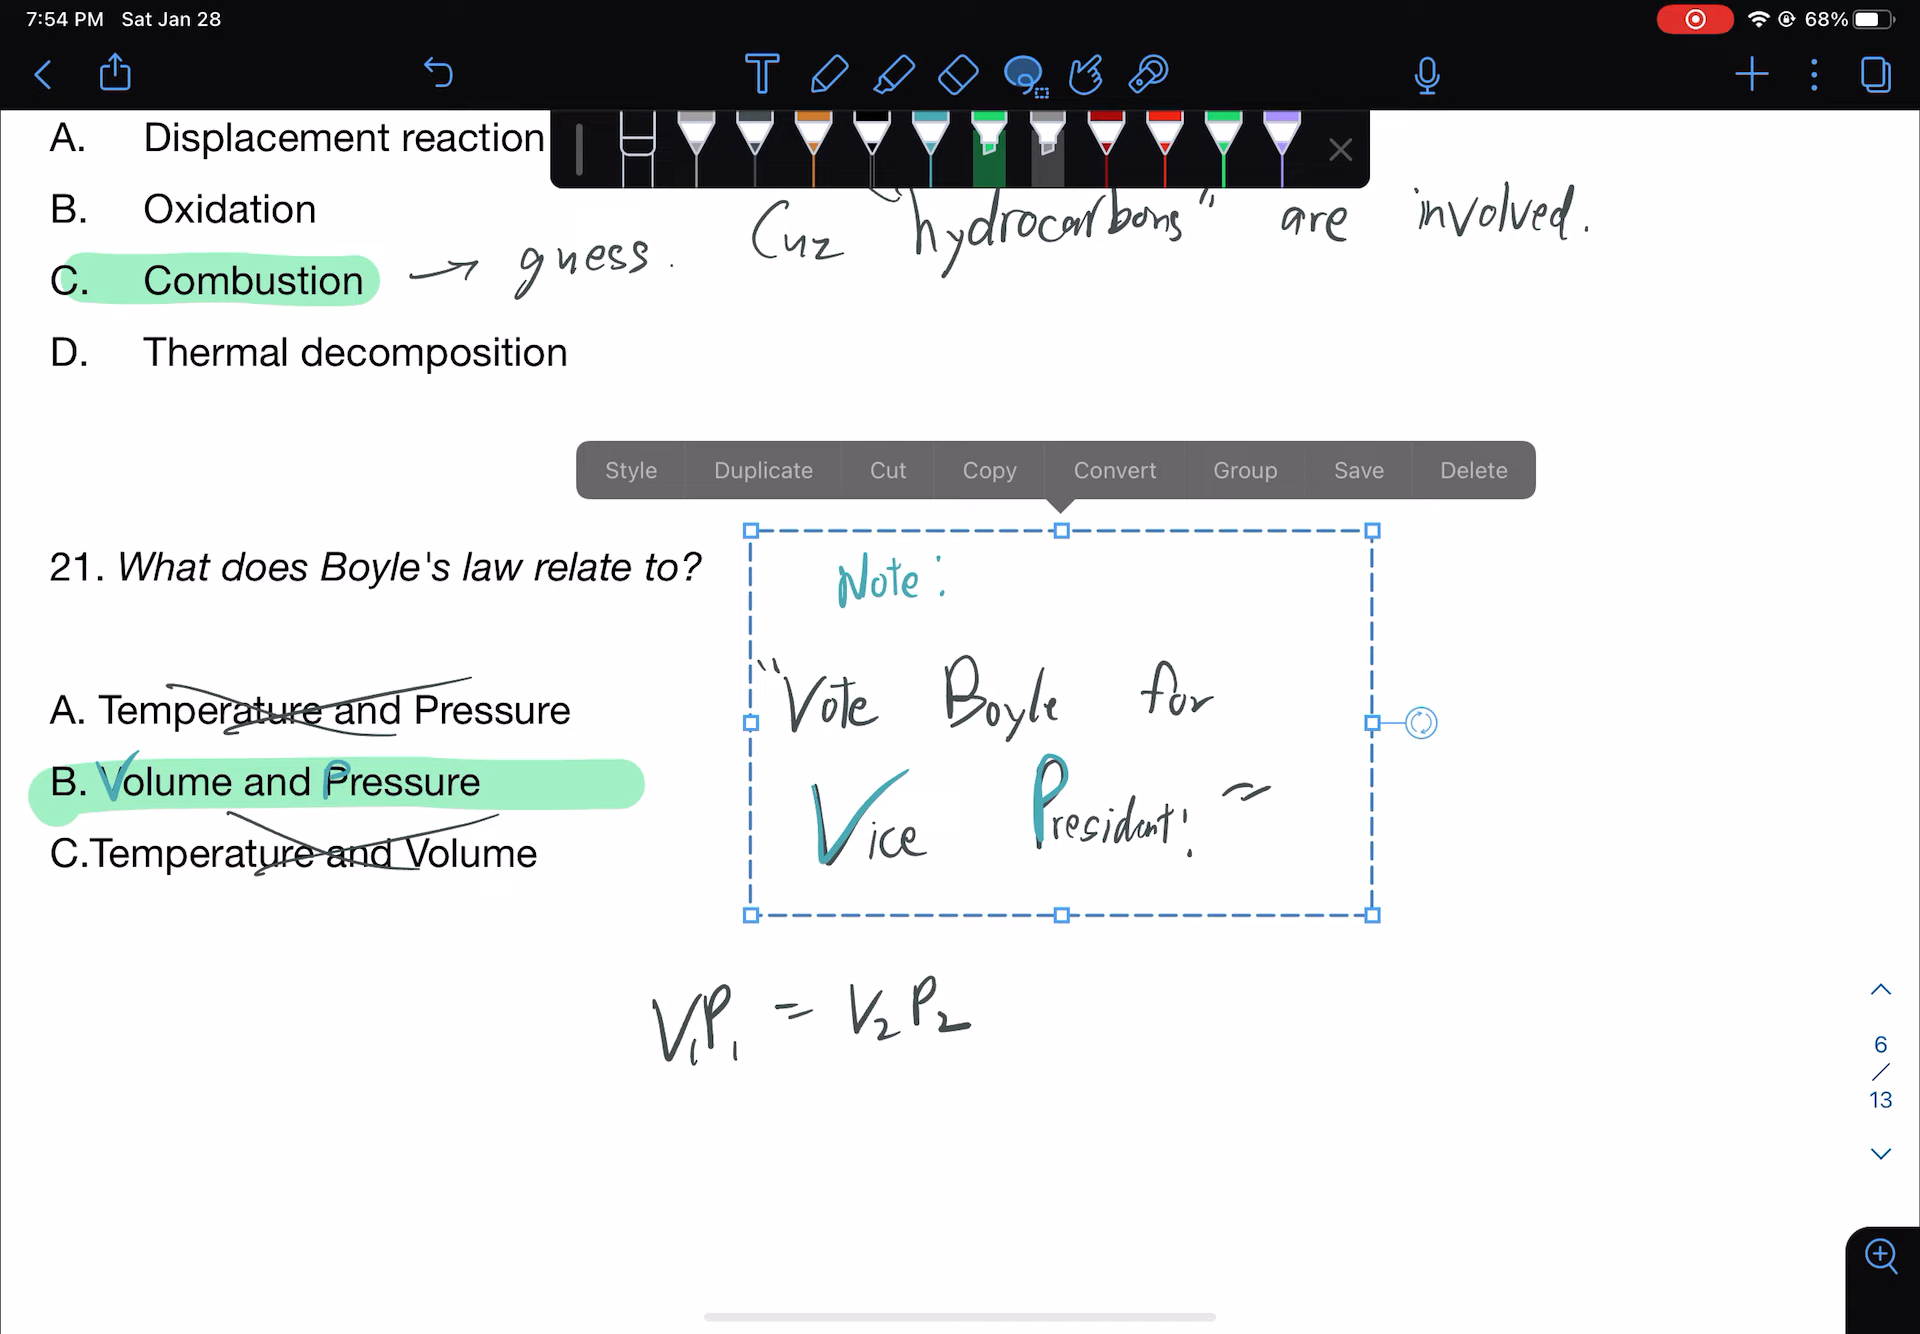 7:54 PM Sat Jan 28
68%
A. Displacement reaction
B. Oxidation
C. Combustion → guess. Cuz "hydrocarbons" are involved.
D. Thermal decomposition
Style Duplicate Cut Copy Convert Group Save Delete
21. What does Boyle's law relate to?
Note:
"Vote Boyle for
Vice President!
A. Temperature and Pressure
B. Volume and Pressure
C.Temperature and Volume
V₁P₁ = V₂P₂
6
/
13